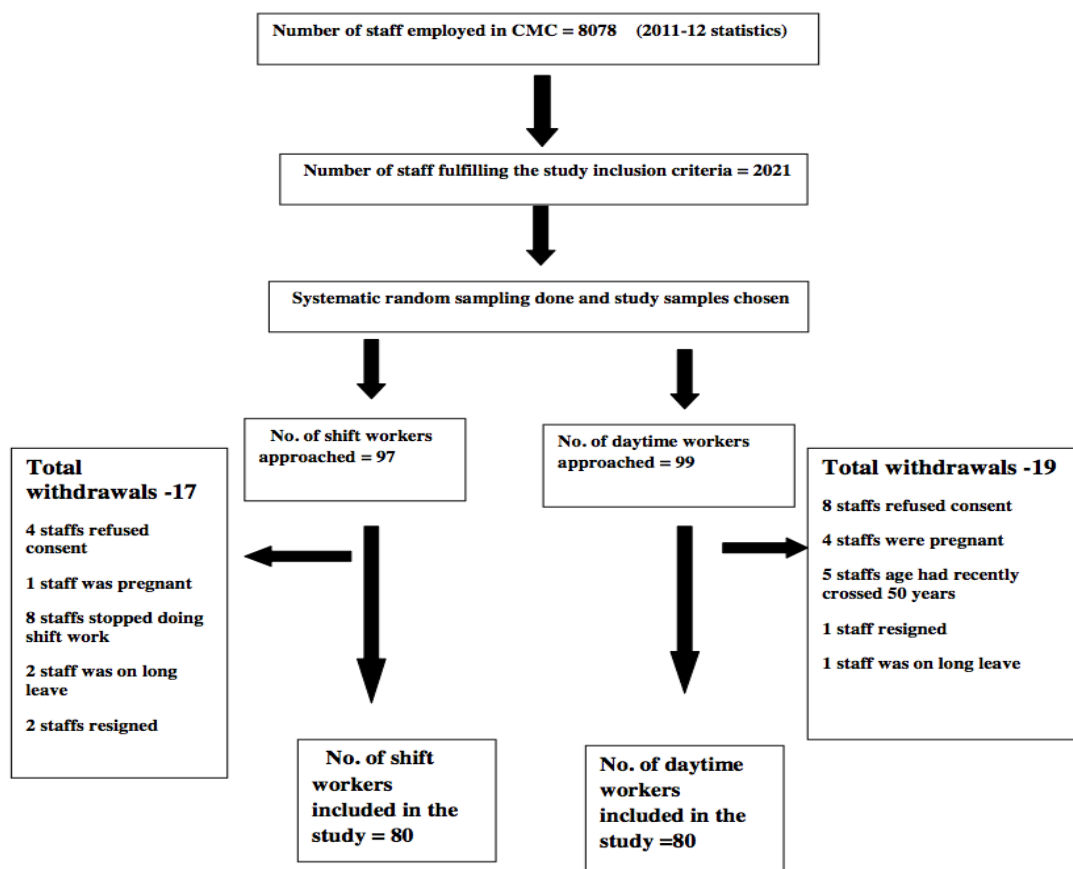 Number of staff employed in CMC = 8078 (2011-12 statistics)
Number of staff fulfilling the study inclusion criteria = 2021
Systematic random sampling done and study samples chosen
No. of shift workers
approached = 97
No. of daytime workers
approached = 99
Total
withdrawals -17
4 staffs refused
consent
1 staff was pregnant
8 staffs stopped doing
shift work
2 staff was on long
leave
2 staffs resigned
Total withdrawals -19
8 staffs refused consent
4 staffs were pregnant
5 staffs age had recently
crossed 50 years
1 staff resigned
1 staff was on long leave
No. of shift
workers
included in the
study = 80
No. of daytime
workers
included in the
study =80